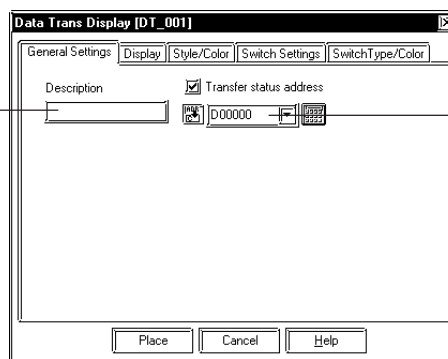 Data Trans Display [DT_001]
General Settings Display Style/Color Switch Settings SwitchType/Color
Description Transfer status address
D00000
Place Cancel Help